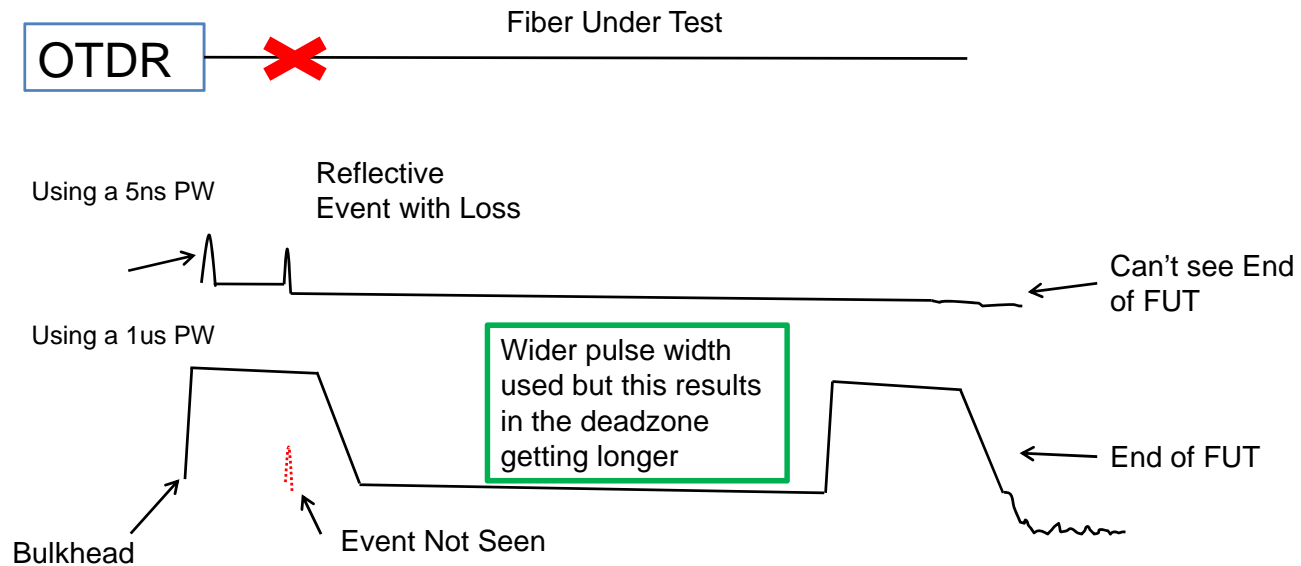 Fiber Under Test
OTDR
Using a 5ns PW
Reflective
Event with Loss
Can’t see End
of FUT
Using a 1us PW
Wider pulse width
used but this results
in the deadzone
getting longer
End of FUT
Event Not Seen
Bulkhead